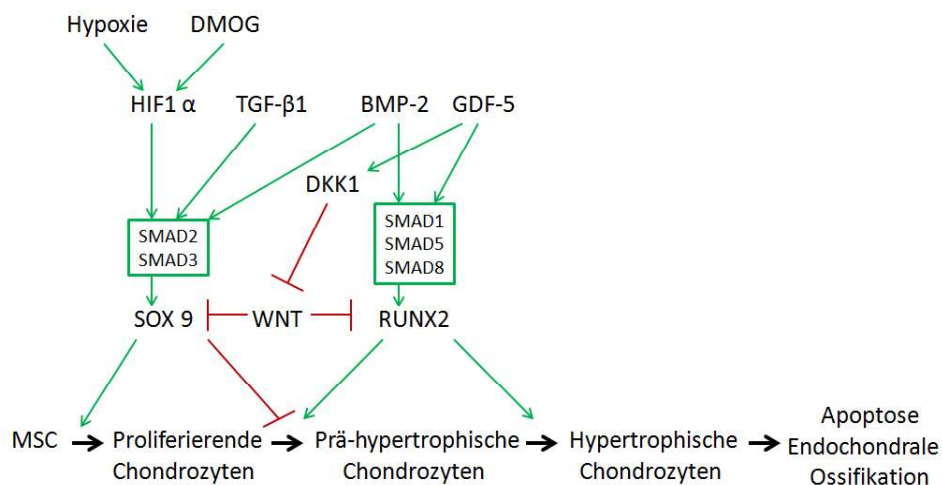 Hypoxie DMOG
HIF1 α TGF-β1 BMP-2 GDF-5
DKK1
SMAD2
SMAD3
SMAD1
SMAD5
SMAD8
SOX 9 WNT RUNX2
MSC
Proliferierende
Chondrozyten
Prä-hypertrophische
Chondrozyten
Hypertrophische
Chondrozyten
Apoptose
Endochondrale
Ossifikation